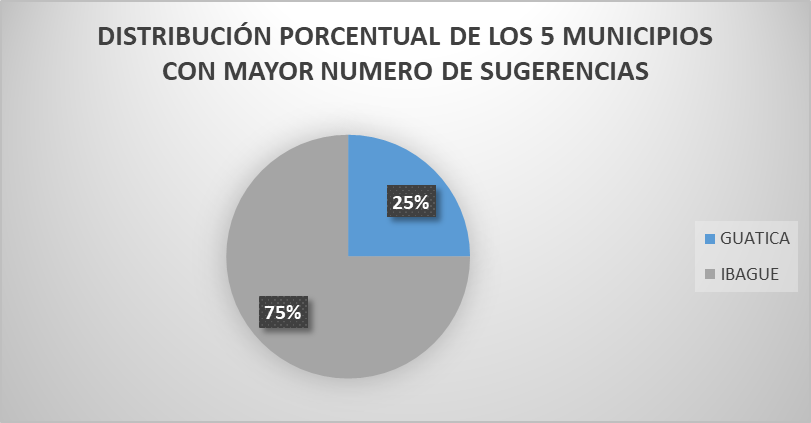 DISTRIBUCIÓN PORCENTUAL DE LOS 5 MUNICIPIOS
CON MAYOR NUMERO DE SUGERENCIAS
25%
75%
GUATICA
IBAGUE